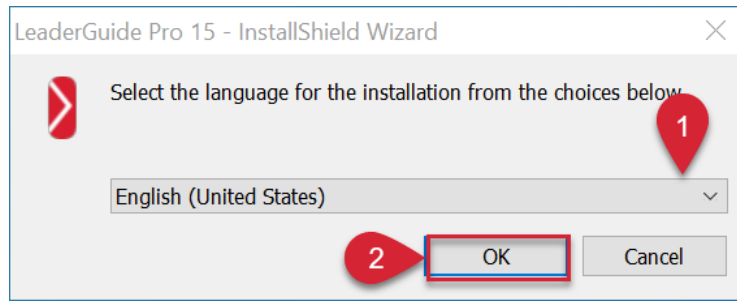 LeaderGuide Pro 15 - InstallShield Wizard
Select the language for the installation from the choices below.
1
English (United States)
2
OK
Cancel